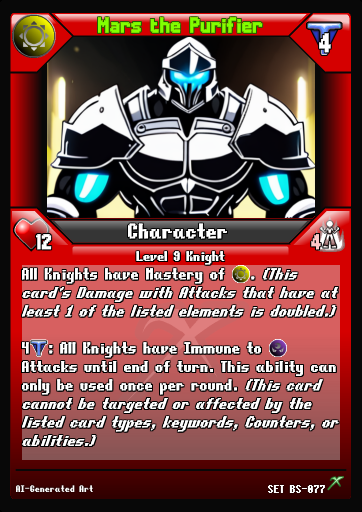 Mars the Purifier
4
Character
12
4
Level 9 Knight
All Knights have Mastery of . (This
card's Damage with Attacks that have at
least 1 of the listed elements is doubled.)
4 : All Knights have Immune to
Attacks until end of turn. This ability can
only be used once per round. (This card
cannot be targeted or affected by the
listed card types, keywords, Counters, or
abilities.)
AI-Generated Art
SET BS-077